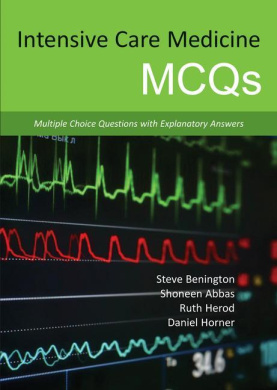 Intensive Care Medicine
MCQs
Multiple Choice Questions with Explanatory Answers
Steve Benington
Shoneen Abbas
Ruth Herod
Daniel Horner
34.6